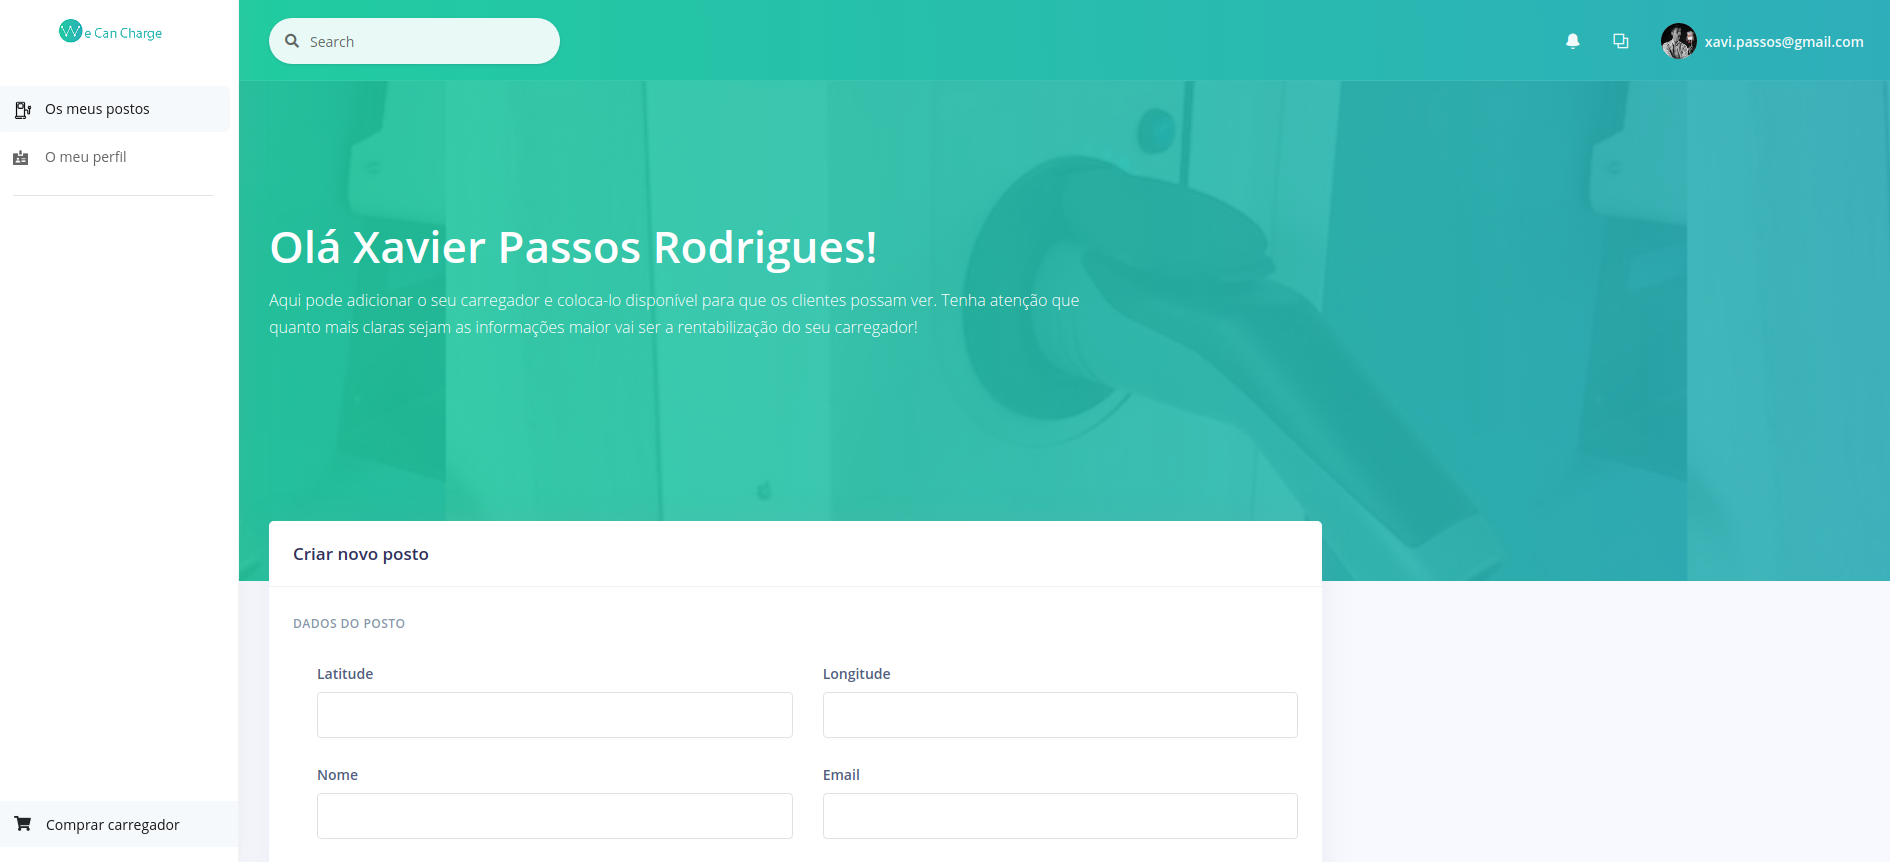 We Can Charge
Search
xavi.passos@gmail.com
Os meus postos
O meu perfil
Olá Xavier Passos Rodrigues!
Aqui pode adicionar o seu carregador e coloca-lo disponível para que os clientes possam ver. Tenha atenção que
quanto mais claras sejam as informações maior vai ser a rentabilização do seu carregador!
Criar novo posto
DADOS DO POSTO
Latitude
Longitude
Nome
Email
Comprar carregador